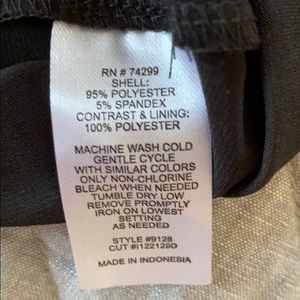 RN # 74299
SHELL:
95% POLYESTER
5% SPANDEX
CONTRAST & LINING:
100% POLYESTER
MACHINE WASH COLD
GENTLE CYCLE
WITH SIMILAR COLORS
ONLY NON-CHLORINE
BLEACH WHEN NEEDED
TUMBLE DRY LOW
REMOVE PROMPTLY
IRON ON LOWEST
SETTING
AS NEEDED
STYLE #9128
CUT #I122129D
MADE IN INDONESIA